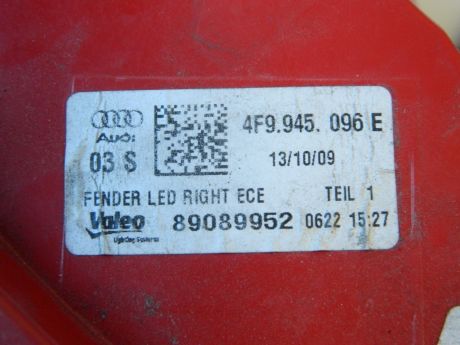 Audi
4F9.945. 096 E
03 S
13/10/09
FENDER LED RIGHT ECE TEIL 1
Valeo 89089952 0622 15:27
Lighting Systems